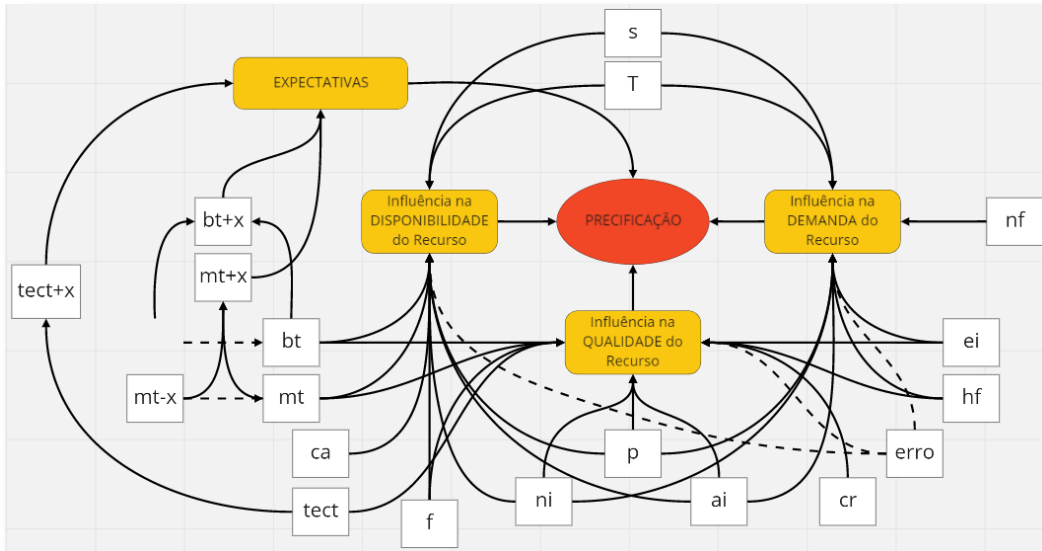 s
T
EXPECTATIVAS
bt+x
Influência na
DISPONIBILIDADE
do Recurso
PRECIFICAÇÃO
Influência na
DEMANDA do
Recurso
nf
mt+x
tect+x
bt
Influência na
QUALIDADE do
Recurso
ei
mt-x
mt
hf
ca
p
erro
tect
f
ni
ai
cr